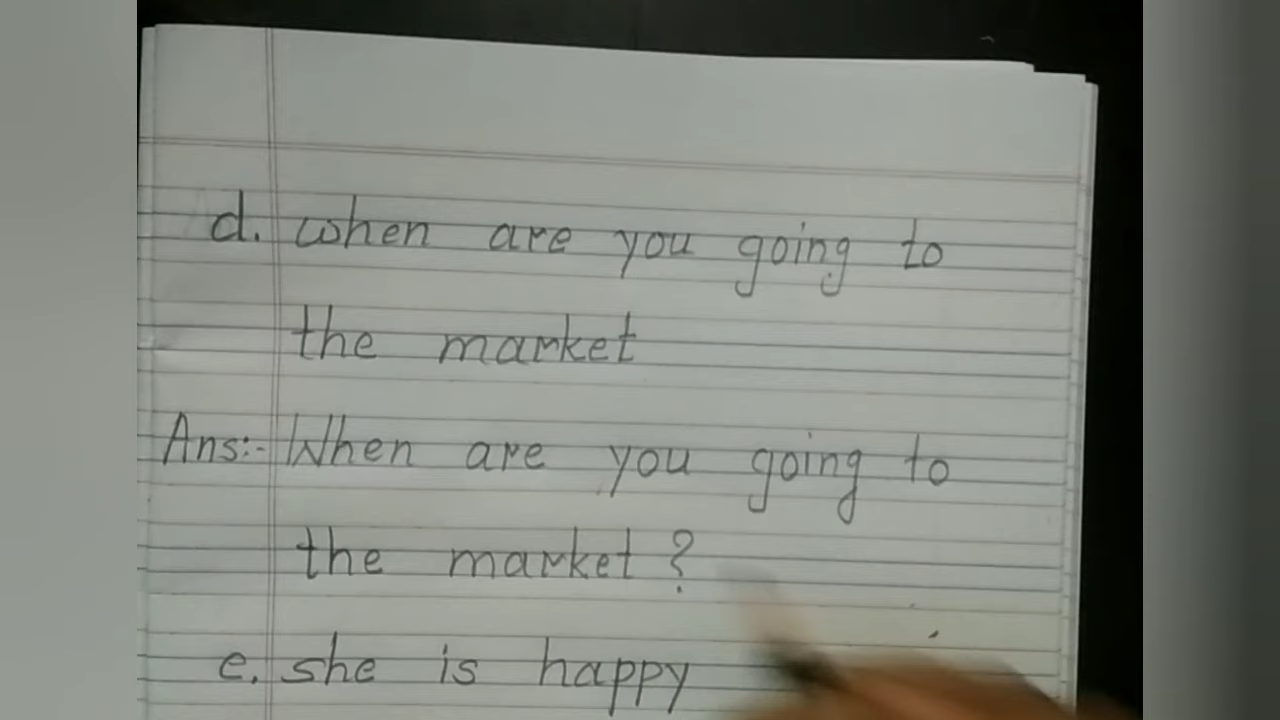 d. when are you going to
the market
Ans:- When are you going to
the market ?
e. she is happy